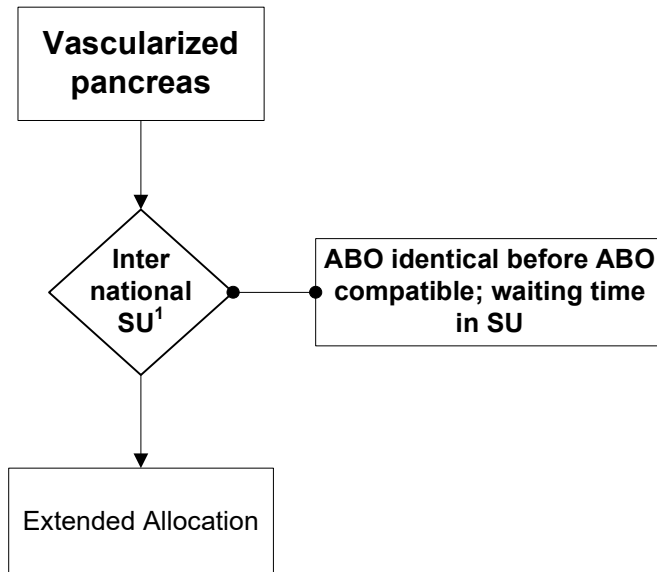 Vascularized
pancreas
Inter
national
SU¹
ABO identical before ABO
compatible; waiting time
in SU
Extended Allocation